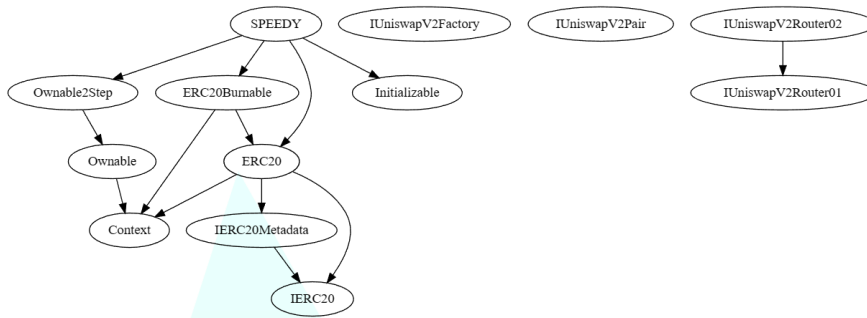 SPEEDY
IUniswapV2Factory
IUniswapV2Pair
IUniswapV2Router02
Ownable2Step
ERC20Burnable
Initializable
IUniswapV2Router01
Ownable
ERC20
Context
IERC20Metadata
IERC20